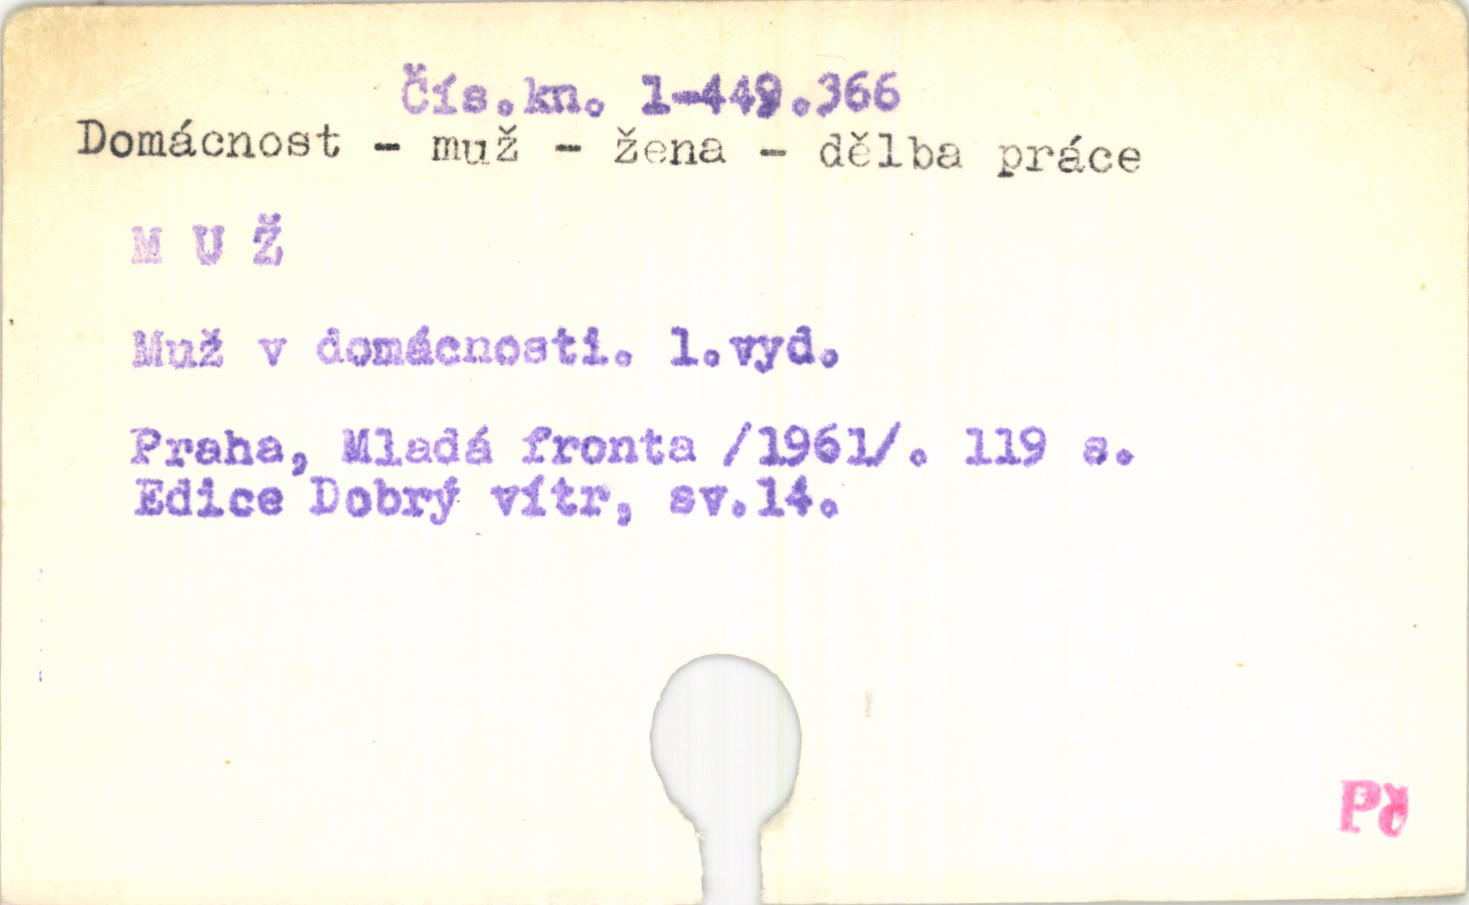 Čís.kn. 1-449.366
Domácnost - muž - žena - dělba práce
M U Ž
Muž v domácnosti. 1.vyd.
Praha, Mladá fronta /1961/. 119 s.
Edice Dobrý vítr, sv.14.